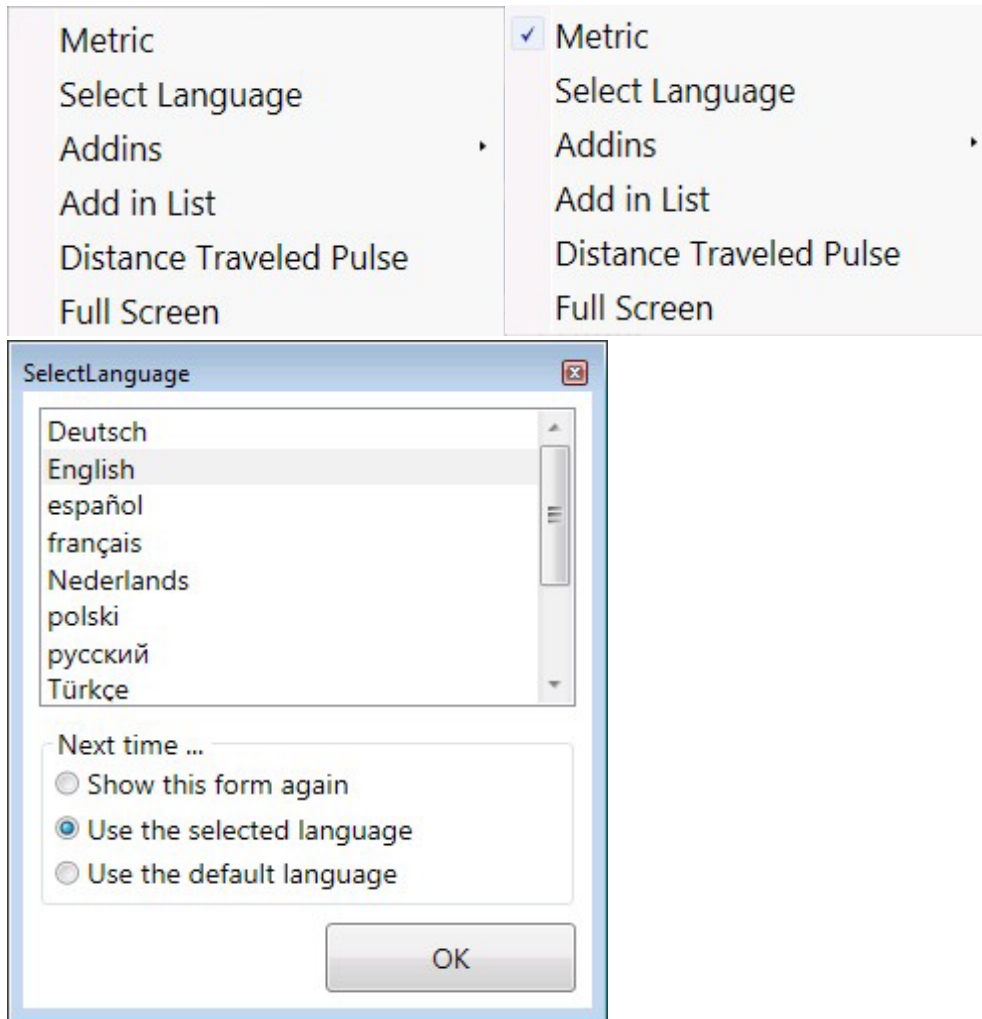 Metric
Select Language
Addins
Add in List
Distance Traveled Pulse
Full Screen
Metric
Select Language
Addins
Add in List
Distance Traveled Pulse
Full Screen
SelectLanguage
Deutsch
English
español
français
Nederlands
polski
русский
Türkçe
Next time ...
Show this form again
Use the selected language
Use the default language
OK